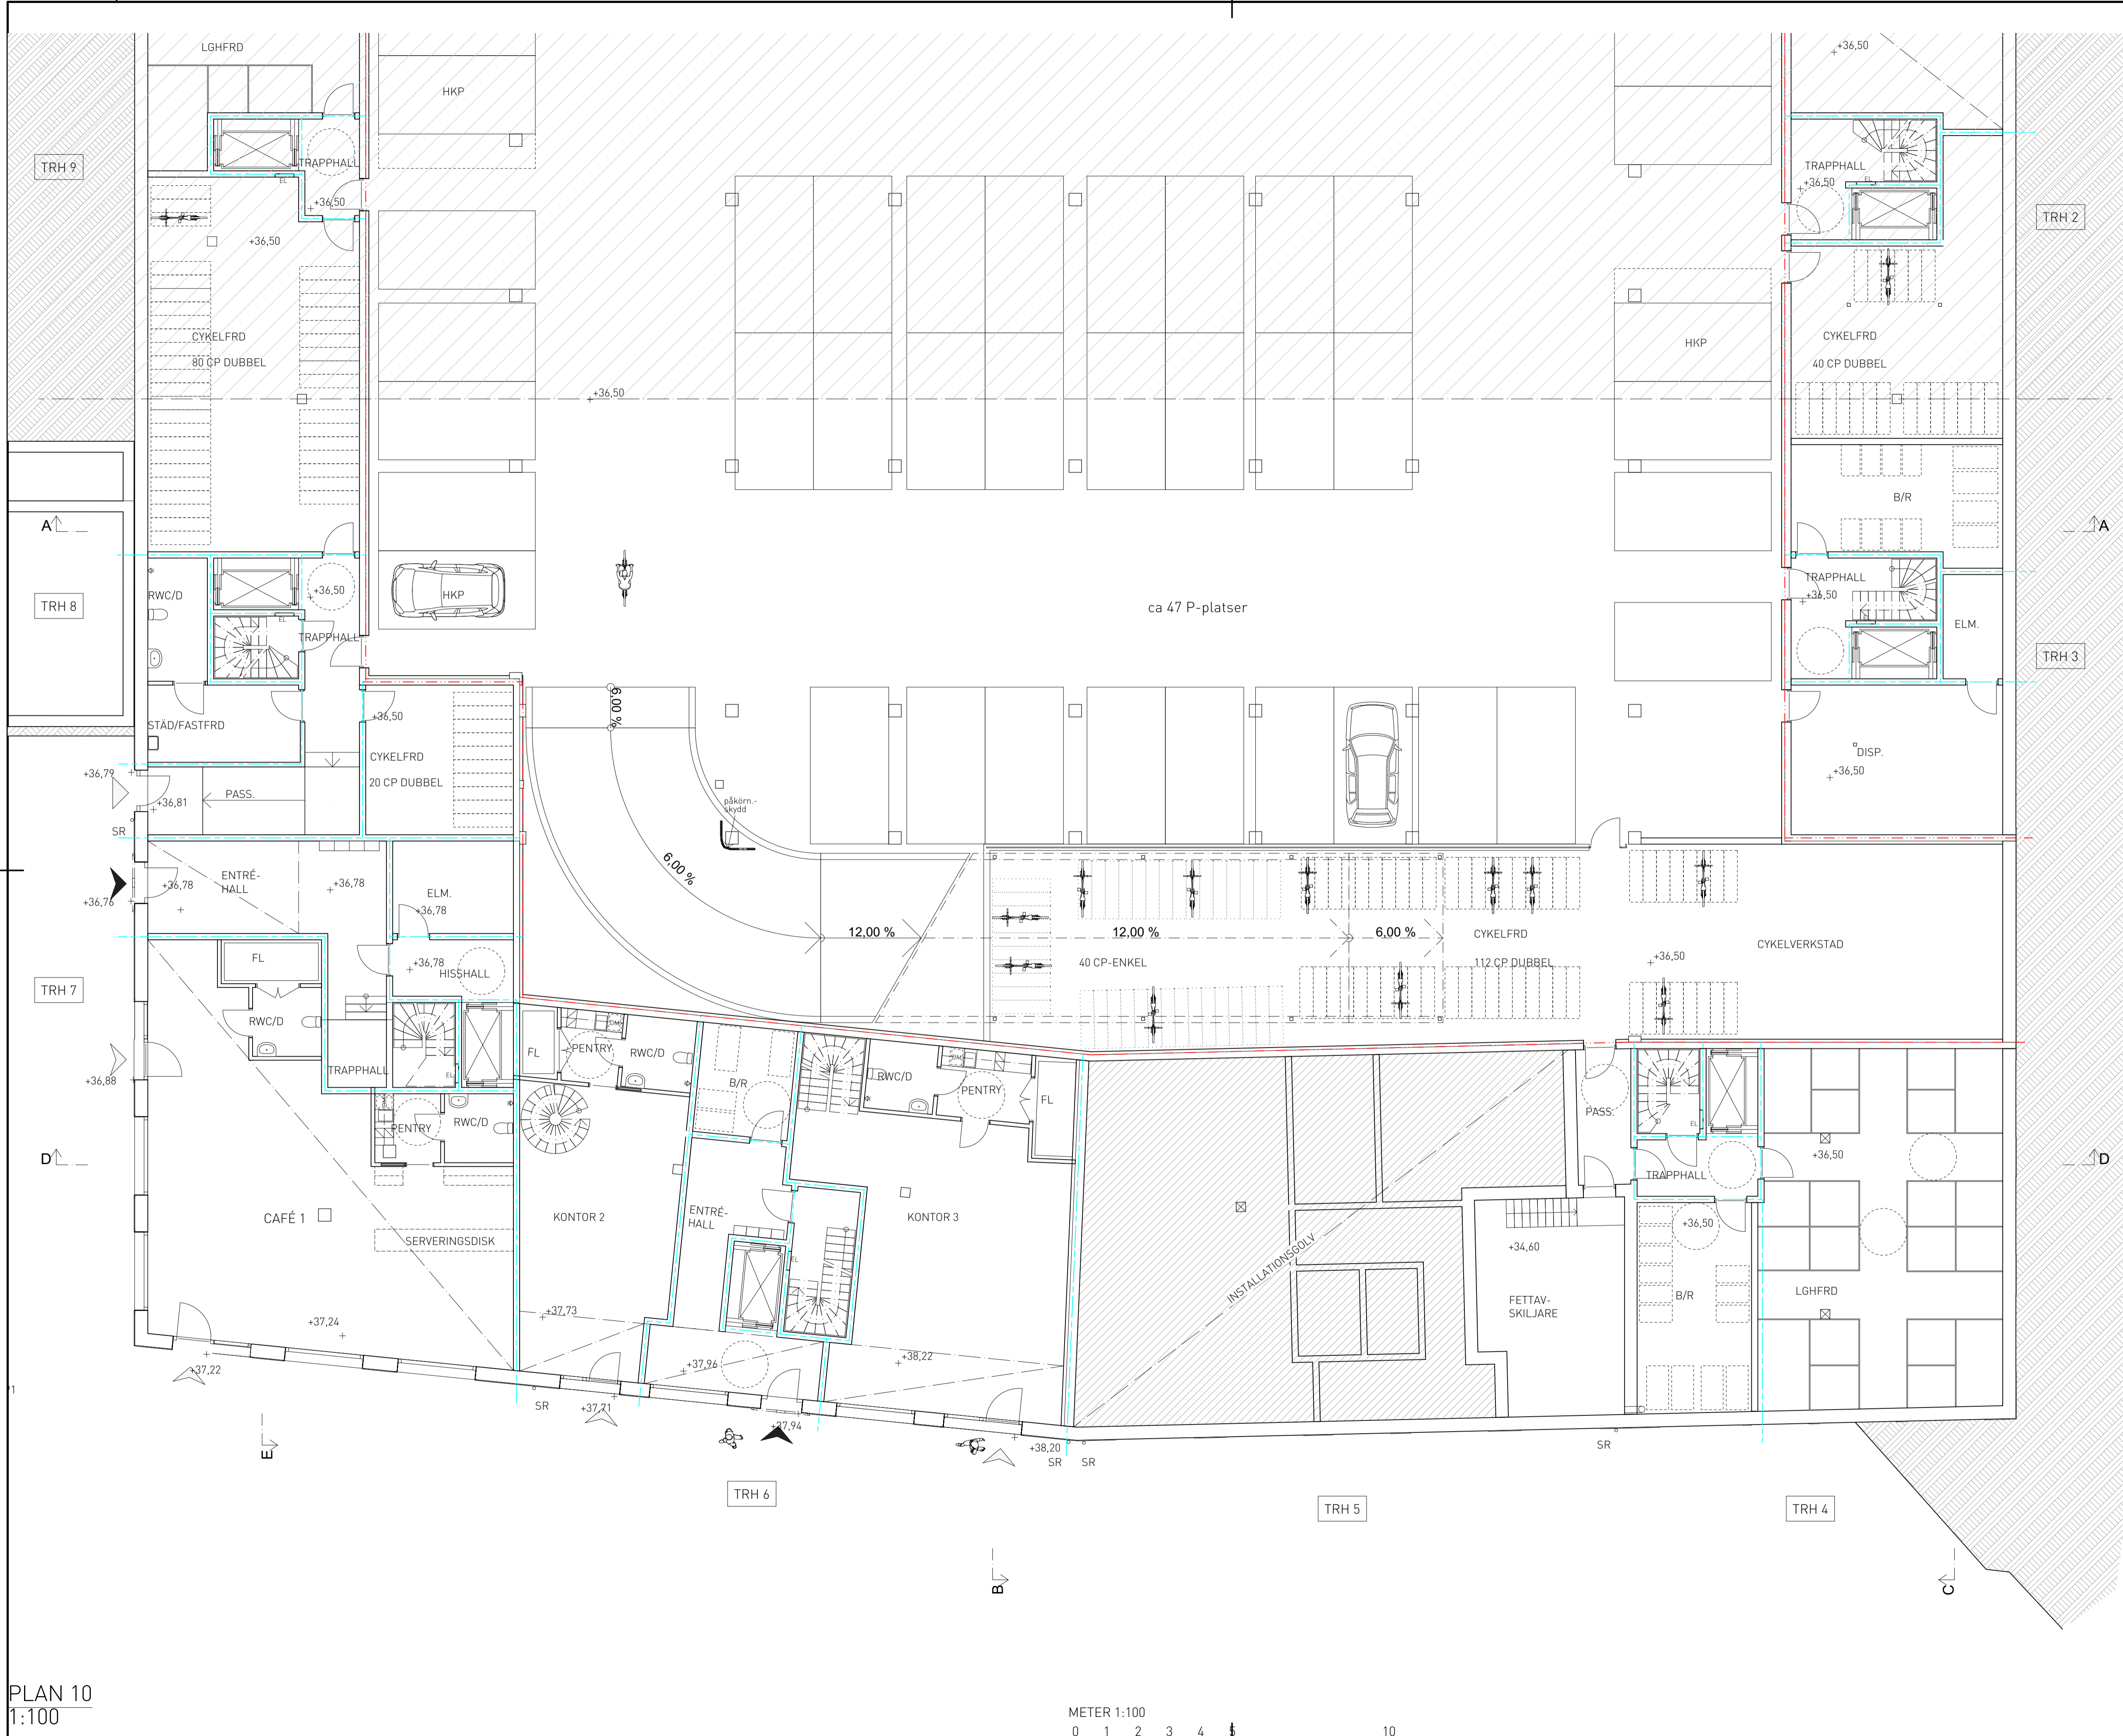 LGHFRD
+36,50
HKP
TRH 9
TRAPPHALL
EL
+36,50
TRAPPHALL
EL
+36,50
TRH 2
+36,50
CYKELFRD
80 CP DUBBEL
HKP
CYKELFRD
40 CP DUBBEL
+36,50
B/R
A
A
TRH 8
RWC/D
+36,50
EL
TRAPPHALL
HKP
ca 47 P-platser
TRAPPHALL
+36,50
EL
ELM.
TRH 3
STÄD/FASTFRD
+36,50
6,00 %
CYKELFRD
20 CP DUBBEL
DISP.
+36,50
+36,79
+36,81
PASS.
påkörn.-
skydd
SR
ENTRÉ-
HALL
+36,78
+36,78
+36,76
ELM.
+36,78
6,00 %
12,00 %
12,00 %
6,00 %
CYKELFRD
CYKELVERKSTAD
40 CP-ENKEL
112 CP DUBBEL
+36,50
FL
+36,78
HISSHALL
TRH 7
RWC/D
FL
PENTRY
DM
RWC/D
+36,88
TRAPPHALL
EL
B/R
RWC/D
DM
PENTRY
FL
PENTRY
RWC/D
PASS.
EL
D
D
+36,50
TRAPPHALL
CAFÉ 1
KONTOR 2
ENTRÉ-
HALL
KONTOR 3
+36,50
SERVERINGSDISK
EL
INSTALLATIONSGOLV
+34,60
FETTAV-
SKILJARE
B/R
LGHFRD
+37,24
+37,73
+37,96
+38,22
+37,22
SR
+37,71
+37,94
+38,20
SR
SR
SR
E
TRH 6
TRH 5
TRH 4
B
C
PLAN 10
1:100
METER 1:100
0 1 2 3 4 5 10